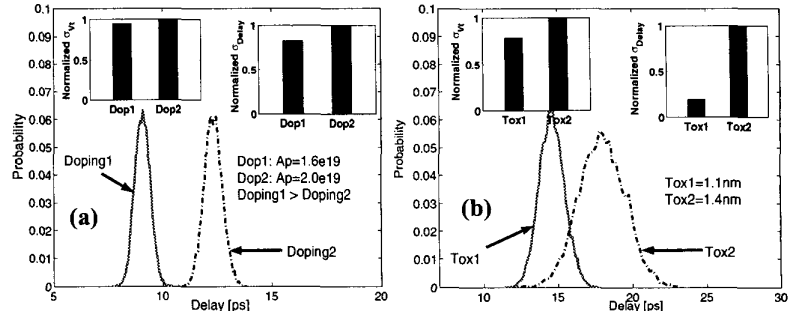 0.1
0.09
0.08
0.07
0.06
0.05
0.04
0.03
0.02
0.01
0
5
10
15
20
Delay [ps]
Probability
Normalized σVt
1
0.5
0
Dop1 Dop2
Normalized σDelay
1
0.5
0
Dop1 Dop2
Doping1
Dop1: Ap=1.6e19
Dop2: Ap=2.0e19
Doping1 > Doping2
(a)
Doping2
0.1
0.09
0.08
0.07
0.06
0.05
0.04
0.03
0.02
0.01
0
10
15
20
25
30
Delay [ps]
Probability
Normalized σVt
1
0.5
0
Tox1 Tox2
Normalized σDelay
1
0.5
0
Tox1 Tox2
Tox1=1.1nm
Tox2=1.4nm
(b)
Tox1
Tox2